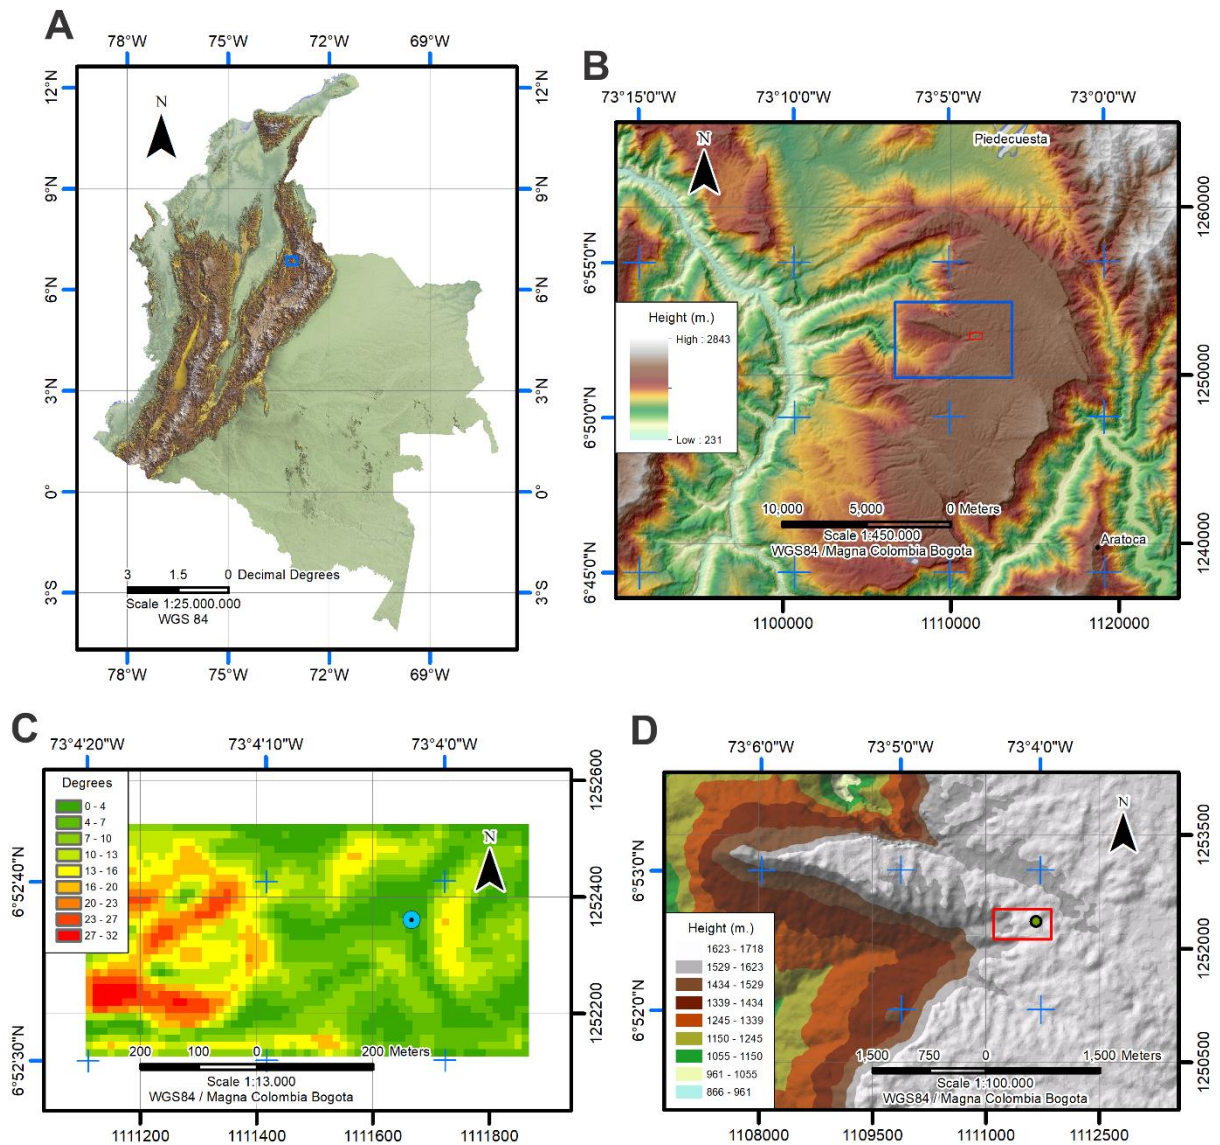 A
78°W 75°W 72°W 69°W
12°N 12°N
N
9°N 9°N
6°N 6°N
3°N 3°N
0° 0°
3°S 3°S
3 1.5 0 Decimal Degrees
Scale 1:25.000.000
WGS 84
78°W 75°W 72°W 69°W
B
73°15'0"W 73°10'0"W 73°5'0"W 73°0'0"W
Piedecuesta
N
1260000
6°55'0"N
Height (m.)
High : 2843
Low : 231
1250000
6°50'0"N
10,000 5,000 0 Meters
Scale 1:450.000
WGS84 /Magna Colombia Bogota
Aratoca
1240000
6°45'0"N
1100000 1110000 1120000
C
73°4'20"W 73°4'10"W 73°4'0"W
Degrees
0 - 4
4 - 7
7 - 10
10 - 13
13 - 16
16 - 20
20 - 23
23 - 27
27 - 32
N
1252600
6°52'40"N
1252400
1252200
6°52'30"N
200 100 0 200 Meters
Scale 1:13.000
WGS84 / Magna Colombia Bogota
1111200 1111400 1111600 1111800
D
73°6'0"W 73°5'0"W 73°4'0"W
N
1253500
6°53'0"N
1252000
Height (m.)
1623 - 1718
1529 - 1623
1434 - 1529
1339 - 1434
1245 - 1339
1150 - 1245
1055 - 1150
961 - 1055
866 - 961
6°52'0"N
1,500 750 0 1,500 Meters
Scale 1:100.000
WGS84 / Magna Colombia Bogota
1250500
1108000 1109500 1111000 112500